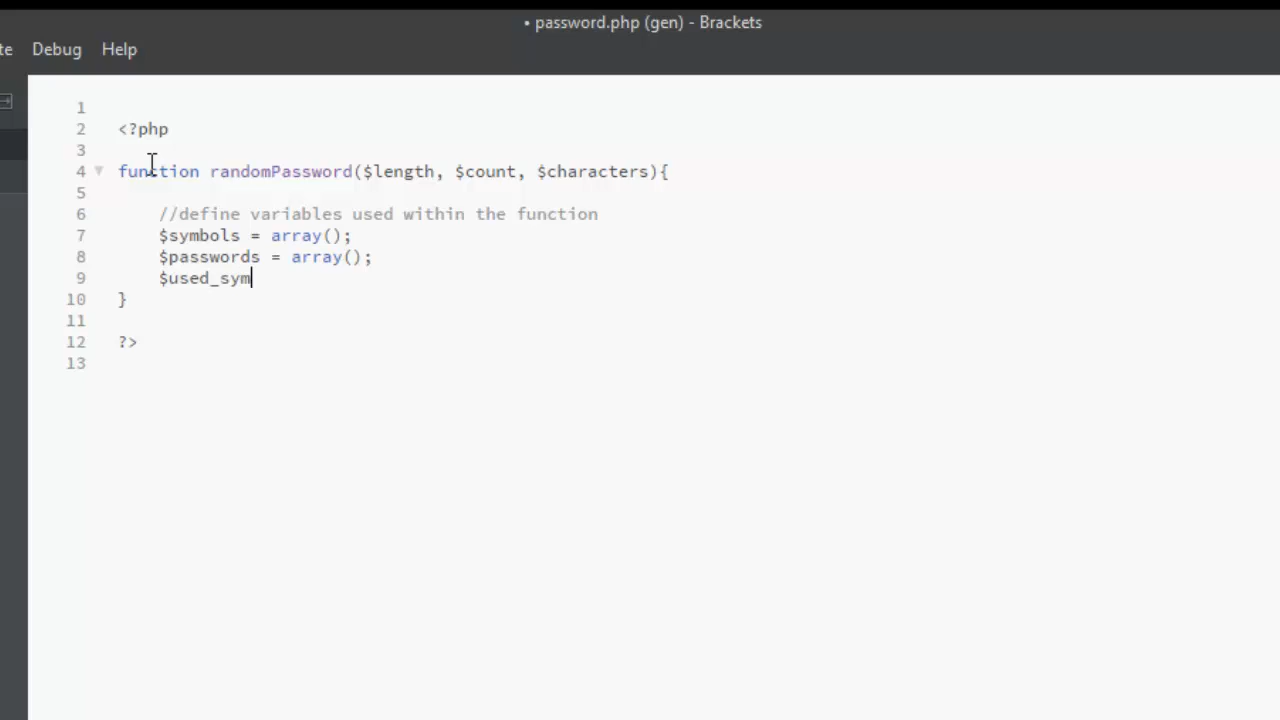 • password.php (gen) - Brackets
te Debug Help
1
2 <?php
3
4 function randomPassword($length, $count, $characters){
5
6 //define variables used within the function
7 $symbols = array();
8 $passwords = array();
9 $used_sym
10 }
11
12 ?>
13